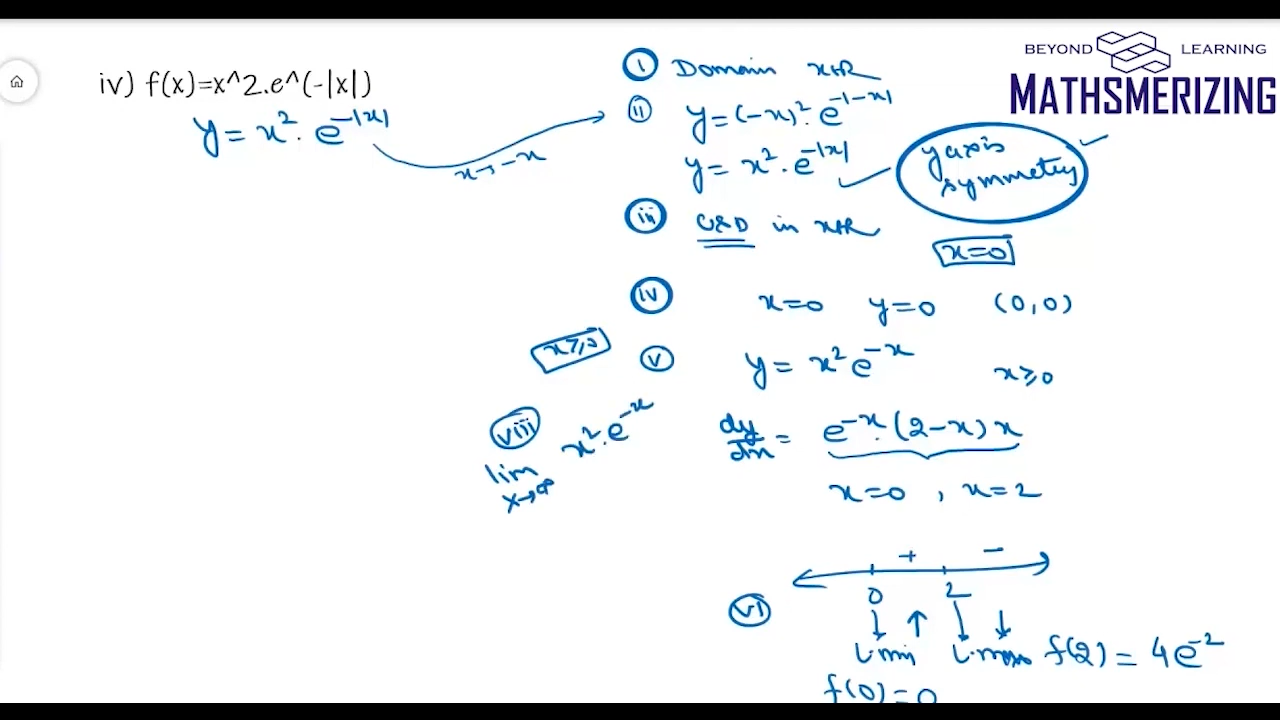 BEYOND LEARNING
MATHSMERIZING
iv) f(x)=x^2.e^(-|x|)
y = x² . e^{-|x|}
x → -x
i Domain x∈R
ii y = (-x)² . e^{-|-x|}
y = x² . e^{-|x|}
y axis
symmetry
iii C&D in x∈R
x=0
iv x=0 y=0 (0,0)
x≥0
v y = x² e^{-x} x≥0
dy/dx = e^{-x} . (2-x) x
x=0 , x=2
viii
lim x→∞ x² . e^{-x}
+ −
0 2
vi
↓ ↑ ↓ ↓
L.min L.max f(2) = 4e^{-2}
f(0) = 0